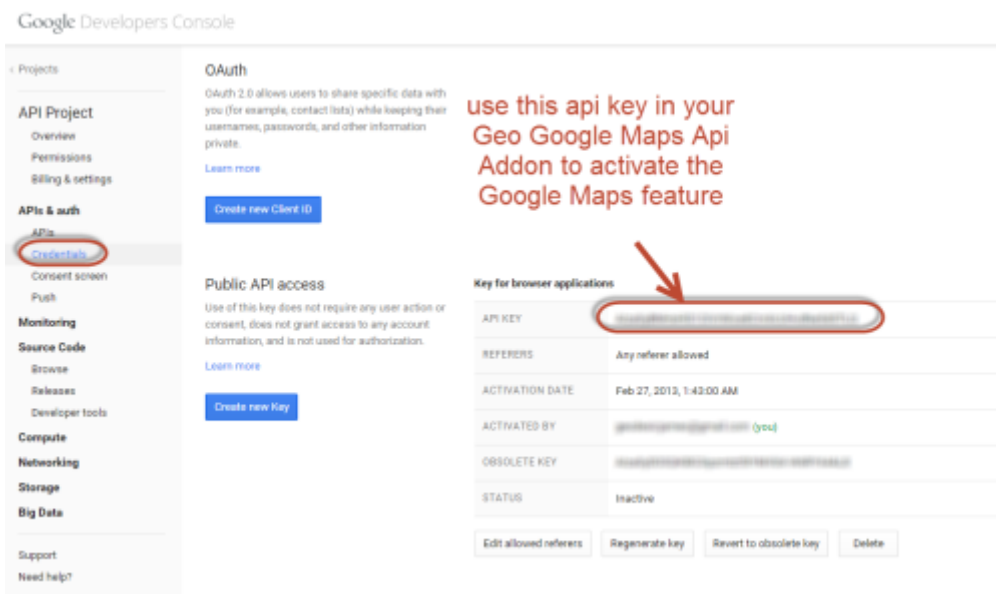 Google Developers Console
‹ Projects
API Project
Overview
Permissions
Billing & settings
APIs & auth
APIs
Credentials
Consent screen
Push
Monitoring
Source Code
Browse
Releases
Developer tools
Compute
Networking
Storage
Big Data
Support
Need help?
OAuth
OAuth 2.0 allows users to share specific data with
you (for example, contact lists) while keeping their
usernames, passwords, and other information
private.
Learn more
Create new Client ID
Public API access
Use of this key does not require any user action or
consent, does not grant access to any account
information, and is not used for authorization.
Learn more
Create new Key
use this api key in your
Geo Google Maps Api
Addon to activate the
Google Maps feature
Key for browser applications
API KEY
REFERERS Any referer allowed
ACTIVATION DATE Feb 27, 2013, 1:43:00 AM
ACTIVATED BY (you)
OBSOLETE KEY
STATUS Inactive
Edit allowed referers Regenerate key Revert to obsolete key Delete